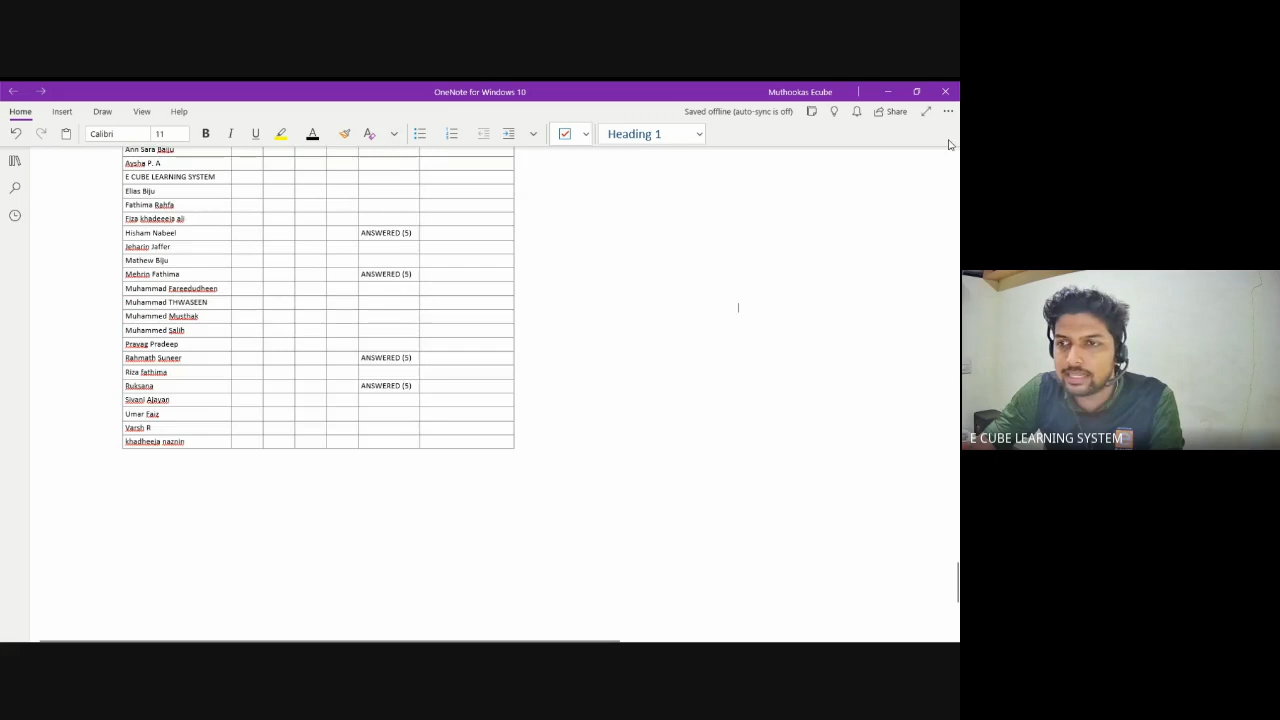 OneNote for Windows 10
Muthookas Ecube
Home Insert Draw View Help
Saved offline (auto-sync is off)
Share
Calibri 11 B I U A Heading 1
Ann Sara Baiju
Aysha P. A
E CUBE LEARNING SYSTEM
Elias Biju
Fathima Rahfa
Fiza khadeeja ali
Hisham Nabeel ANSWERED (5)
Jeharin Jaffer
Mathew Biju
Mehrin Fathima ANSWERED (5)
Muhammad Fareedudheen
Muhammad THWASEEN
Muhammed Musthak
Muhammed Salih
Prayag Pradeep
Rahmath Suneer ANSWERED (5)
Riza fathima
Ruksana ANSWERED (5)
Sivani Ajayan
Umar Faiz
Varsh R
khadheeja naznin
E CUBE LEARNING SYSTEM